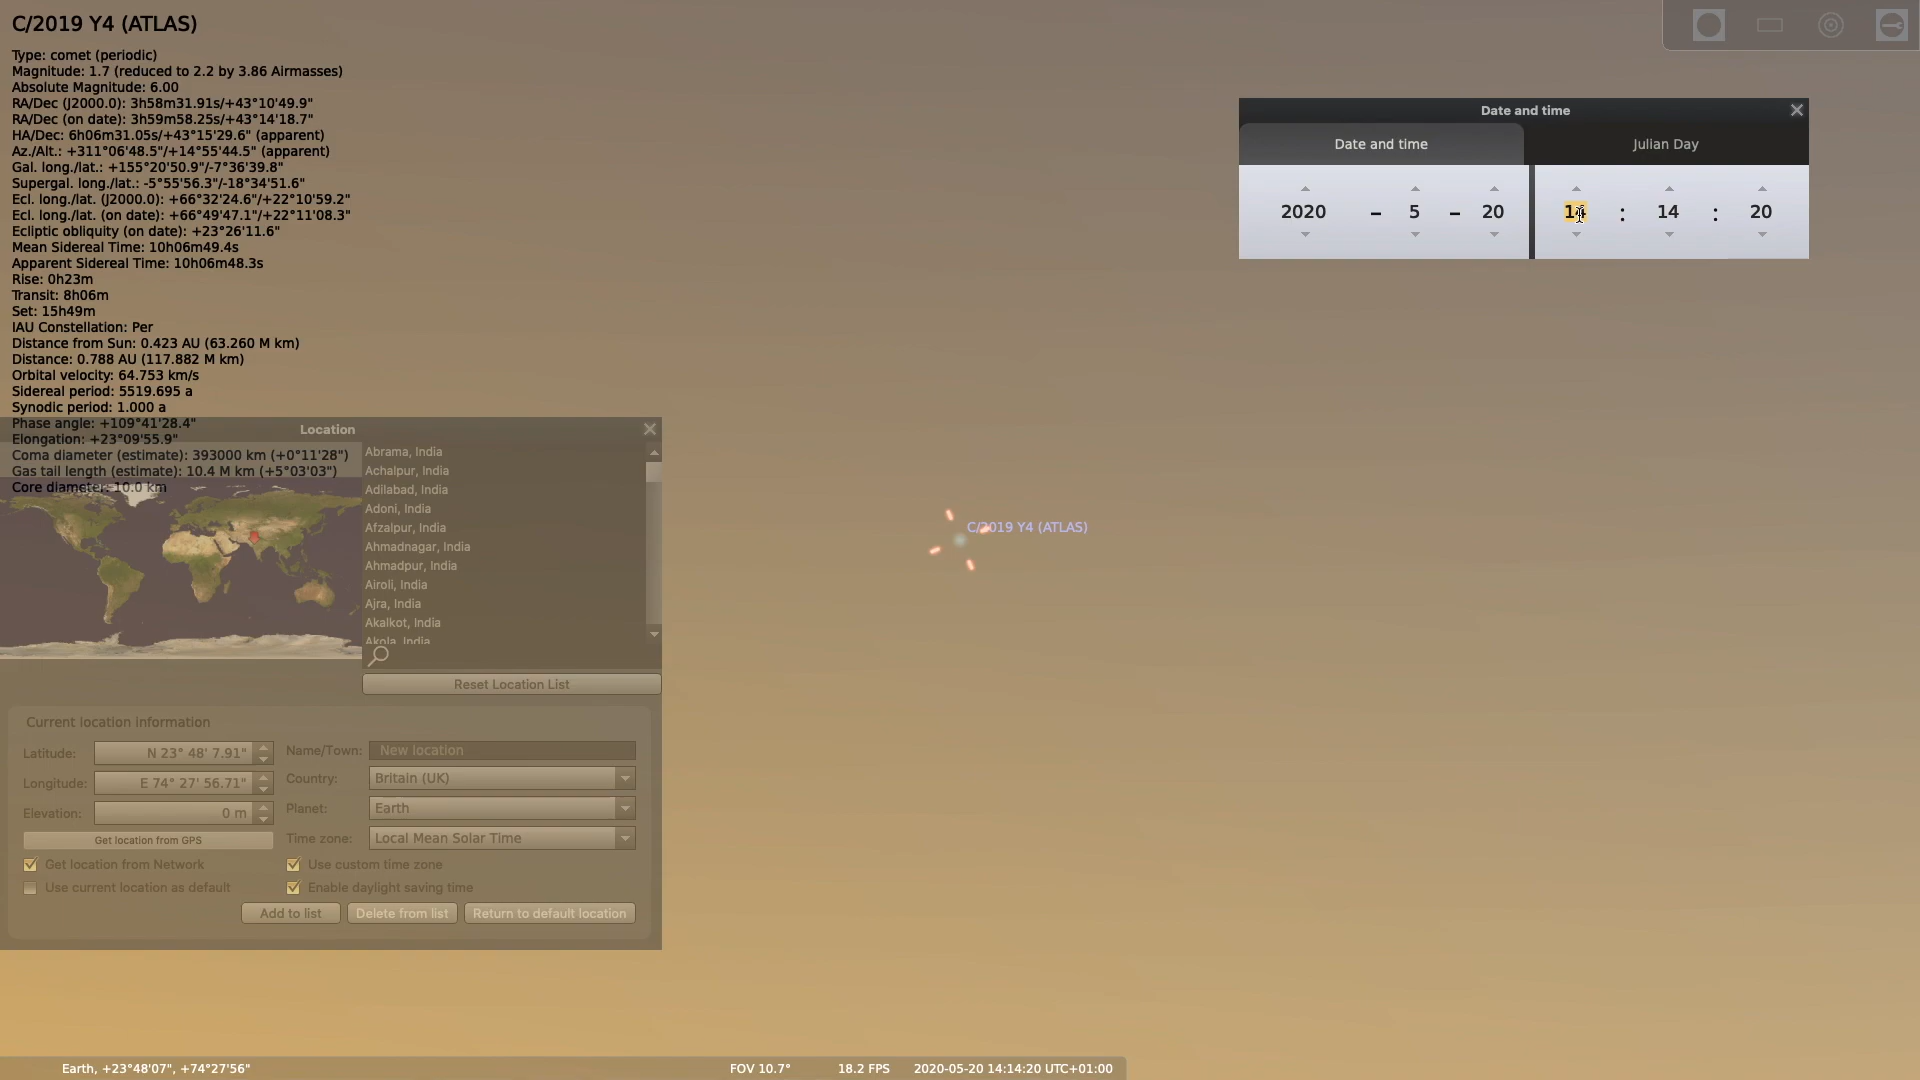 C/2019 Y4 (ATLAS)
Type: comet (periodic)
Magnitude: 1.7 (reduced to 2.2 by 3.86 Airmasses)
Absolute Magnitude: 6.00
RA/Dec (J2000.0): 3h58m31.91s/+43°10'49.9"
RA/Dec (on date): 3h59m58.25s/+43°14'18.7"
HA/Dec: 6h06m31.05s/+43°15'29.6" (apparent)
Az./Alt.: +311°06'48.5"/+14°55'44.5" (apparent)
Gal. long./lat.: +155°20'50.9"/-7°36'39.8"
Supergal. long./lat.: -5°55'56.3"/-18°34'51.6"
Ecl. long./lat. (J2000.0): +66°32'24.6"/+22°10'59.2"
Ecl. long./lat. (on date): +66°49'47.1"/+22°11'08.3"
Ecliptic obliquity (on date): +23°26'11.6"
Mean Sidereal Time: 10h06m49.4s
Apparent Sidereal Time: 10h06m48.3s
Rise: 0h23m
Transit: 8h06m
Set: 15h49m
IAU Constellation: Per
Distance from Sun: 0.423 AU (63.260 M km)
Distance: 0.788 AU (117.882 M km)
Orbital velocity: 64.753 km/s
Sidereal period: 5519.695 a
Synodic period: 1.000 a
Phase angle: +109°41'28.4"
Elongation: +23°09'55.9"
Coma diameter (estimate): 393000 km (+0°11'28")
Gas tail length (estimate): 10.4 M km (+5°03'03")
Core diameter: 10.0 km
Date and time
Date and time Julian Day
2020 – 5 – 20 14 : 14 : 20
C/2019 Y4 (ATLAS)
Location
Abrama, India
Achalpur, India
Adilabad, India
Adoni, India
Afzalpur, India
Ahmadnagar, India
Ahmadpur, India
Airoli, India
Ajra, India
Akalkot, India
Akola, India
Reset Location List
Current location information
Latitude: N 23° 48' 7.91" Name/Town: New location
Longitude: E 74° 27' 56.71" Country: Britain (UK)
Elevation: 0 m Planet: Earth
Get location from GPS Time zone: Local Mean Solar Time
Get location from Network Use custom time zone
Use current location as default Enable daylight saving time
Add to list Delete from list Return to default location
Earth, +23°48'07", +74°27'56" FOV 10.7° 18.2 FPS 2020-05-20 14:14:20 UTC+01:00